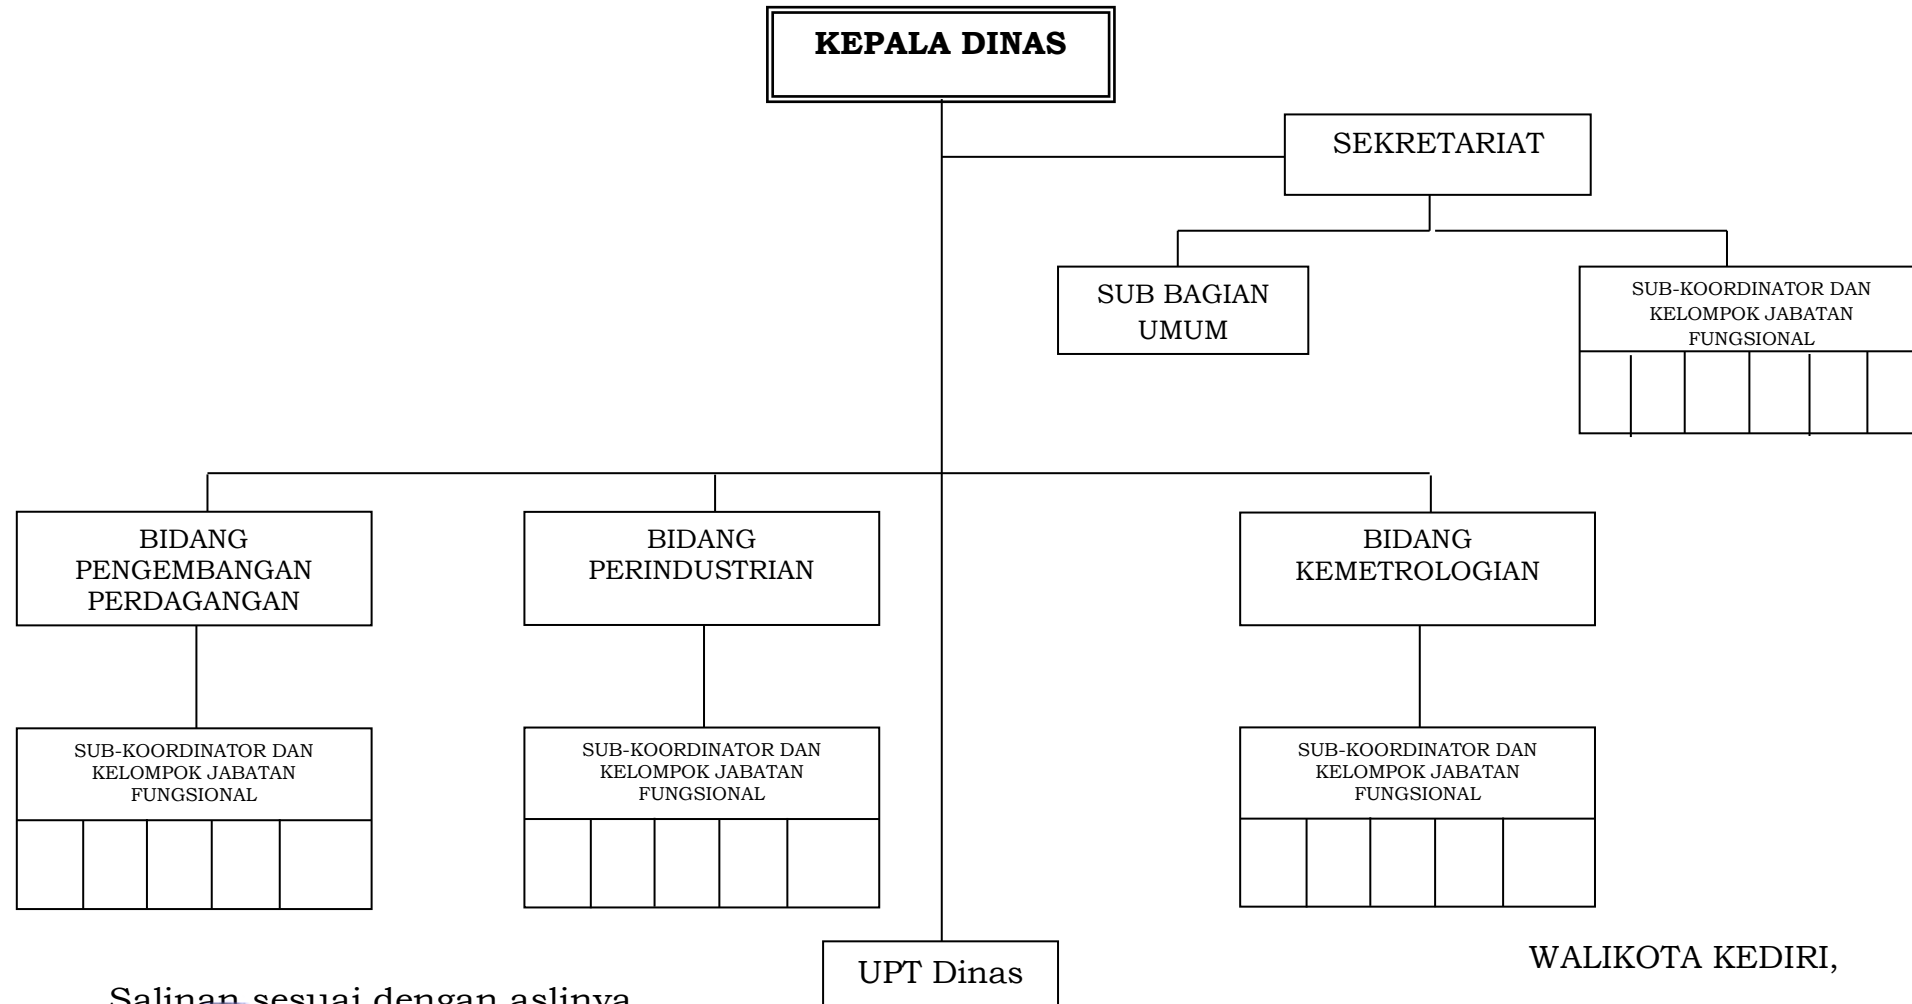 KEPALA DINAS
SEKRETARIAT
SUB BAGIAN
UMUM
SUB-KOORDINATOR DAN
KELOMPOK JABATAN
FUNGSIONAL
BIDANG
PENGEMBANGAN
PERDAGANGAN
BIDANG
PERINDUSTRIAN
BIDANG
KEMETROLOGIAN
SUB-KOORDINATOR DAN
KELOMPOK JABATAN
FUNGSIONAL
SUB-KOORDINATOR DAN
KELOMPOK JABATAN
FUNGSIONAL
SUB-KOORDINATOR DAN
KELOMPOK JABATAN
FUNGSIONAL
UPT Dinas
WALIKOTA KEDIRI,
Salinan sesuai dengan aslinya